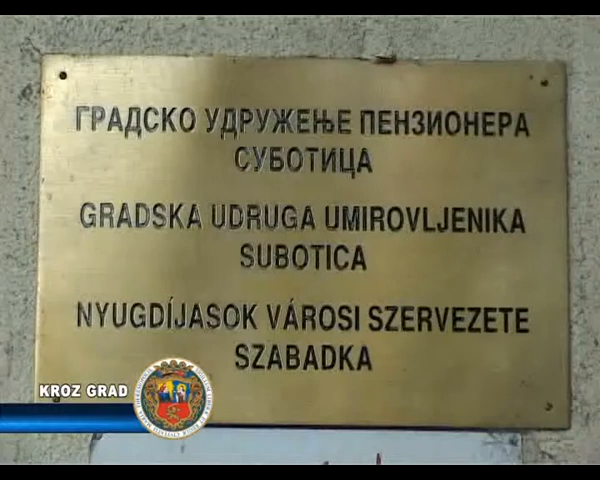 ГРАДСКО УДРУЖЕЊЕ ПЕНЗИОНЕРА
СУБОТИЦА
GRADSKA UDRUGA UMIROVLJENIKA
SUBOTICA
NYUGDÍJASOK VÁROSI SZERVEZETE
SZABADKA
KROZ GRAD